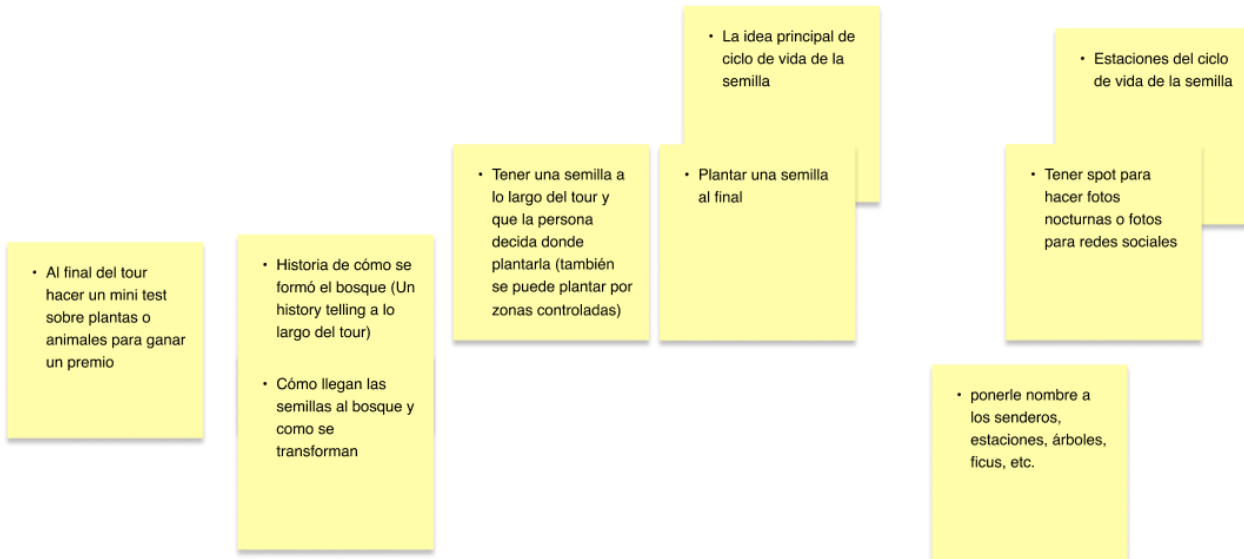 • La idea principal de
ciclo de vida de la
semilla
• Estaciones del ciclo
de vida de la semilla
• Tener una semilla a
lo largo del tour y
que la persona
decida donde
plantarla (también
se puede plantar por
zonas controladas)
• Plantar una semilla
al final
• Tener spot para
hacer fotos
nocturnas o fotos
para redes sociales
• Al final del tour
hacer un mini test
sobre plantas o
animales para ganar
un premio
• Historia de cómo se
formó el bosque (Un
history telling a lo
largo del tour)
• Cómo llegan las
semillas al bosque y
como se
transforman
• ponerle nombre a
los senderos,
estaciones, árboles,
ficus, etc.